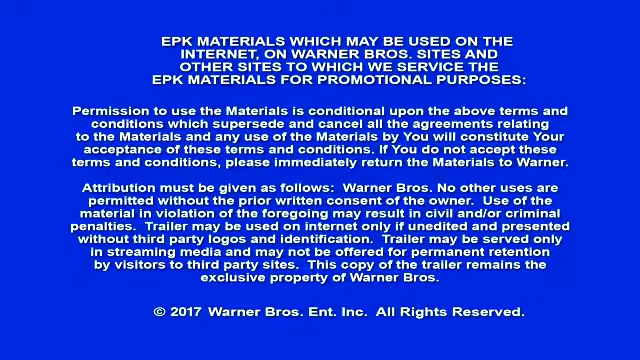 EPK MATERIALS WHICH MAY BE USED ON THE
INTERNET, ON WARNER BROS. SITES AND
OTHER SITES TO WHICH WE SERVICE THE
EPK MATERIALS FOR PROMOTIONAL PURPOSES:
Permission to use the Materials is conditional upon the above terms and
conditions which supersede and cancel all the agreements relating
to the Materials and any use of the Materials by You will constitute Your
acceptance of these terms and conditions. If You do not accept these
terms and conditions, please immediately return the Materials to Warner.
Attribution must be given as follows:  Warner Bros. No other uses are
permitted without the prior written consent of the owner.  Use of the
material in violation of the foregoing may result in civil and/or criminal
penalties.  Trailer may be used on internet only if unedited and presented
without third party logos and identification.  Trailer may be served only
in streaming media and may not be offered for permanent retention
by visitors to third party sites.  This copy of the trailer remains the
exclusive property of Warner Bros.
© 2017 Warner Bros. Ent. Inc.  All Rights Reserved.